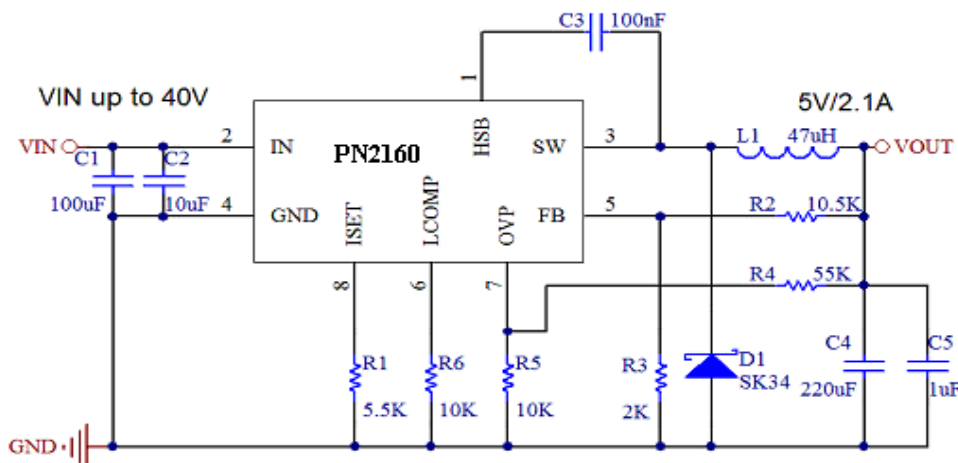 C3 100nF
VIN up to 40V
5V/2.1A
1
VIN
C1
C2
100uF
10uF
2
4
IN
GND
PN2160
HSB
SW
FB
ISET
LCOMP
OVP
3
5
8
6
7
L1 47uH
VOUT
R2 10.5K
R4 55K
R1
5.5K
R6
10K
R5
10K
R3
2K
D1
SK34
C4
220uF
C5
1uF
GND